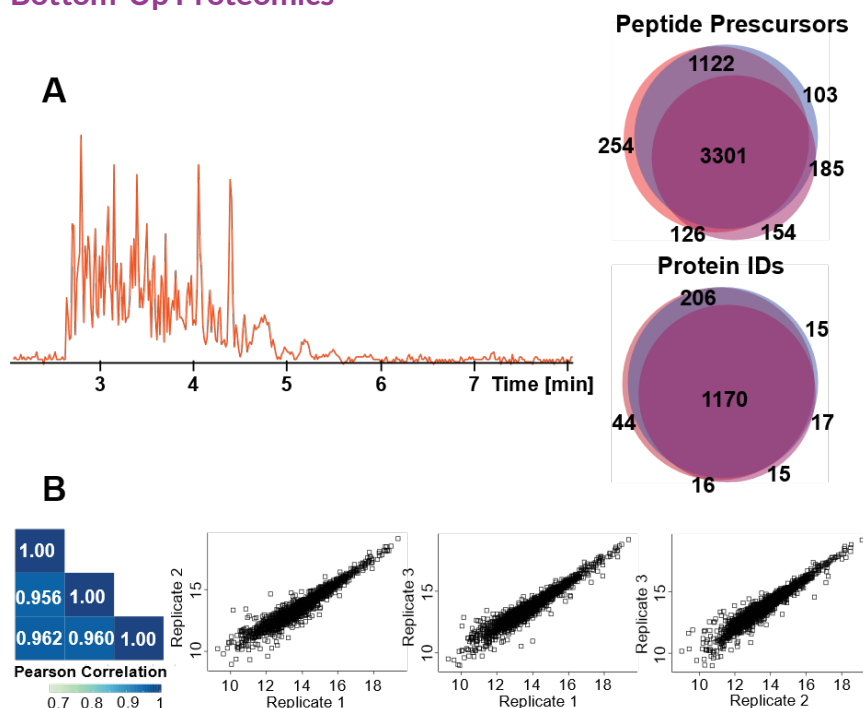 Bottom-Up Proteomics
A
3
4
5
6
7
Time [min]
Peptide Prescursors
1122
103
254
3301
185
126
154
Protein IDs
206
15
1170
44
17
15
16
B
1.00
0.956 1.00
0.962 0.960 1.00
Pearson Correlation
0.7 0.8 0.9 1
Replicate 2
15
10
10 12 14 16 18
Replicate 1
Replicate 3
15
10
10 12 14 16 18
Replicate 1
Replicate 3
15
10
10 12 14 16 18
Replicate 2